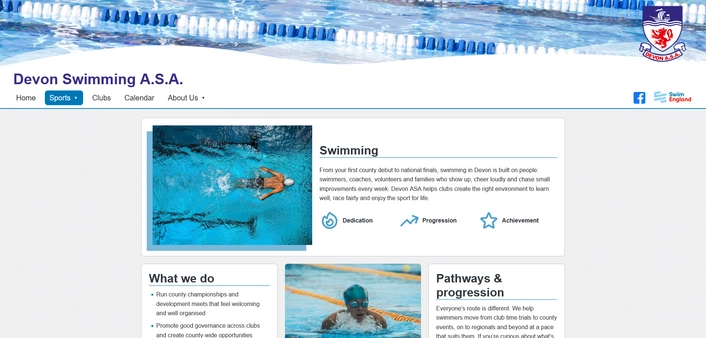 DEVON A.S.A.
Devon Swimming A.S.A.
Home
Sports
Clubs
Calendar
About Us
Swim
England
Swimming
From your first county debut to national finals, swimming in Devon is built on people:
swimmers, coaches, volunteers and families who show up, cheer loudly and chase small
improvements every week. Devon ASA helps clubs create the right environment to learn
well, race fairly and enjoy the sport for life.
Dedication
Progression
Achievement
What we do
Run county championships and
development meets that feel welcoming
and well organised
Promote good governance across clubs
and create county-wide opportunities
Pathways &
progression
Everyone's route is different. We help
swimmers move from club time trials to county
events, on to regionals and beyond at a pace
that suits them. If you're curious about what's